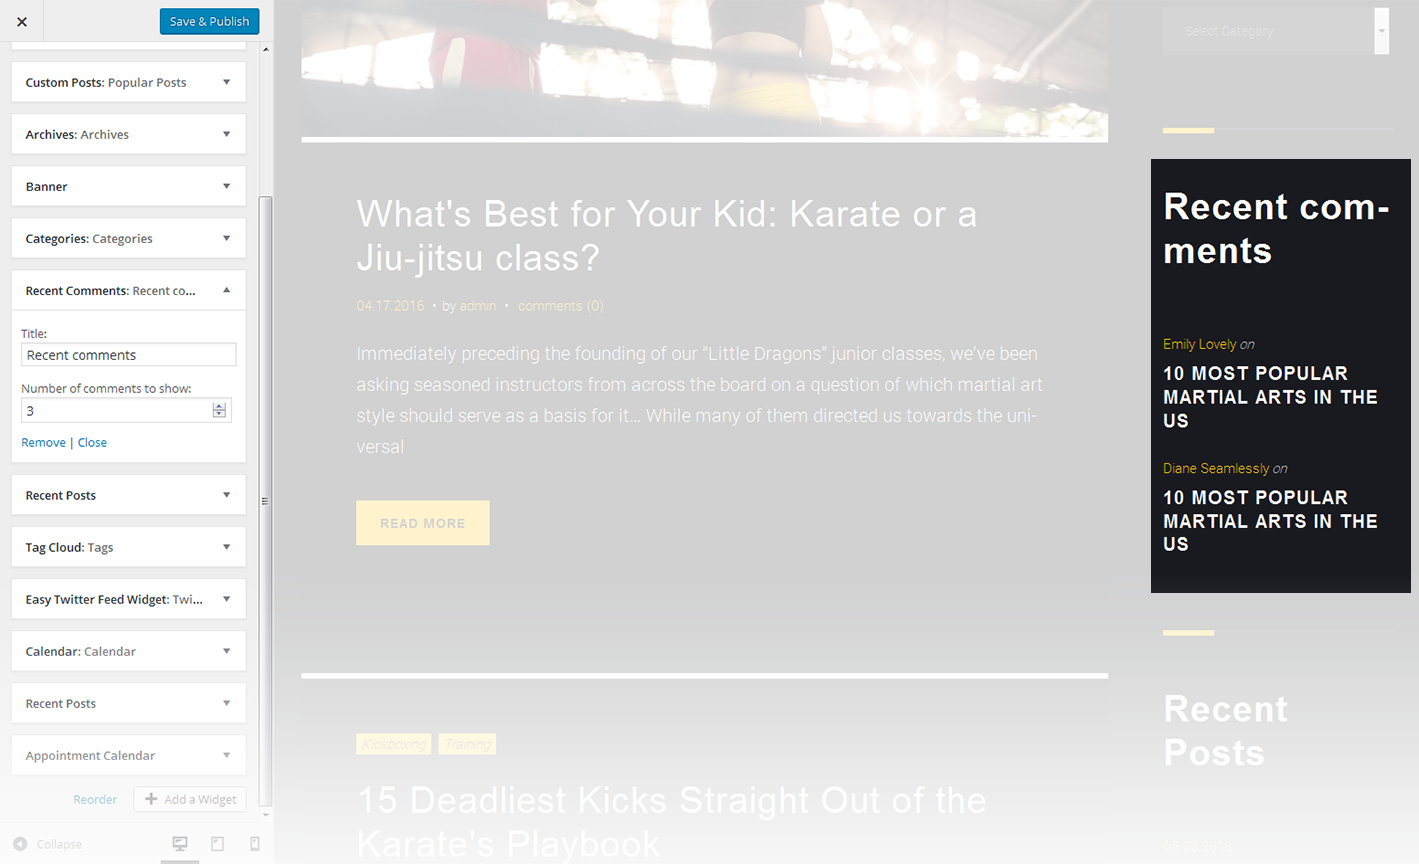 Save & Publish
Custom Posts: Popular Posts
Archives: Archives
Banner
Categories: Categories
Recent Comments: Recent co...
Title:
Recent comments
Number of comments to show:
3
Remove | Close
Recent Posts
Tag Cloud: Tags
Easy Twitter Feed Widget: Twi...
Calendar: Calendar
Recent Posts
Appointment Calendar
Reorder
Add a Widget
Collapse
What's Best for Your Kid: Karate or a
Jiu-jitsu class?
04.17.2016 • by admin • comments (0)
Immediately preceding the founding of our “Little Dragons” junior classes, we’ve been
asking seasoned instructors from across the board on a question of which martial art
style should serve as a basis for it… While many of them directed us towards the uni-
versal
READ MORE
Kickboxing Training
15 Deadliest Kicks Straight Out of the
Karate's Playbook
Select Category
Recent com-
ments
Emily Lovely on
10 MOST POPULAR
MARTIAL ARTS IN THE
US
Diane Seamlessly on
10 MOST POPULAR
MARTIAL ARTS IN THE
US
Recent
Posts